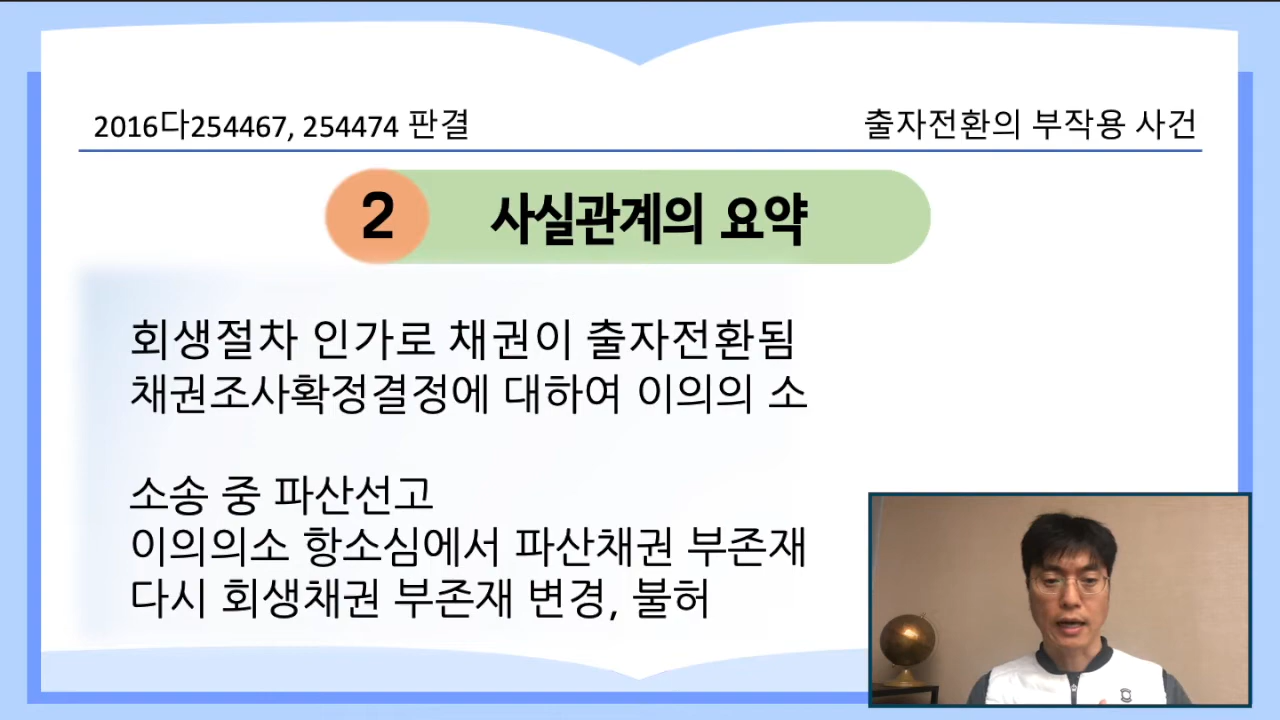 2016다254467, 254474 판결
출자전환의 부작용 사건
2
사실관계의 요약
회생절차 인가로 채권이 출자전환됨
채권조사확정결정에 대하여 이의의 소
소송 중 파산선고
이의의소 항소심에서 파산채권 부존재
다시 회생채권 부존재 변경, 불허